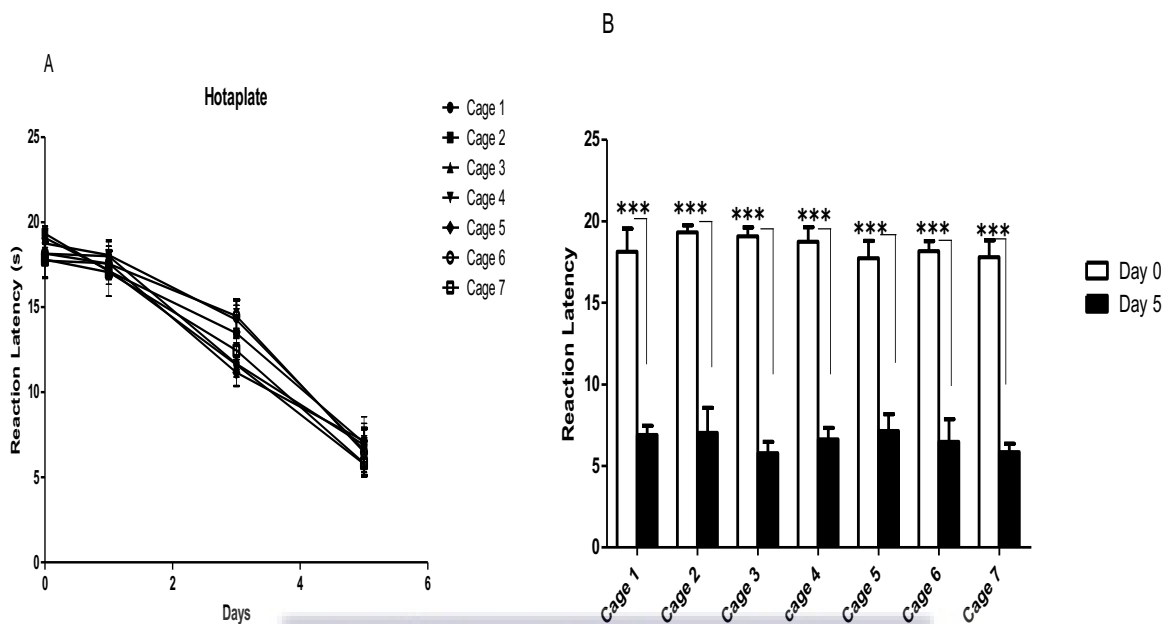 A
Hotaplate
Reaction Latency (s)
25
20
15
10
5
0
0
2
4
6
Days
Cage 1
Cage 2
Cage 3
Cage 4
Cage 5
Cage 6
Cage 7
B
Reaction Latency
25
20
15
10
5
0
***
***
***
***
***
***
***
Cage 1
Cage 2
Cage 3
Cage 4
Cage 5
Cage 6
Cage 7
Day 0
Day 5